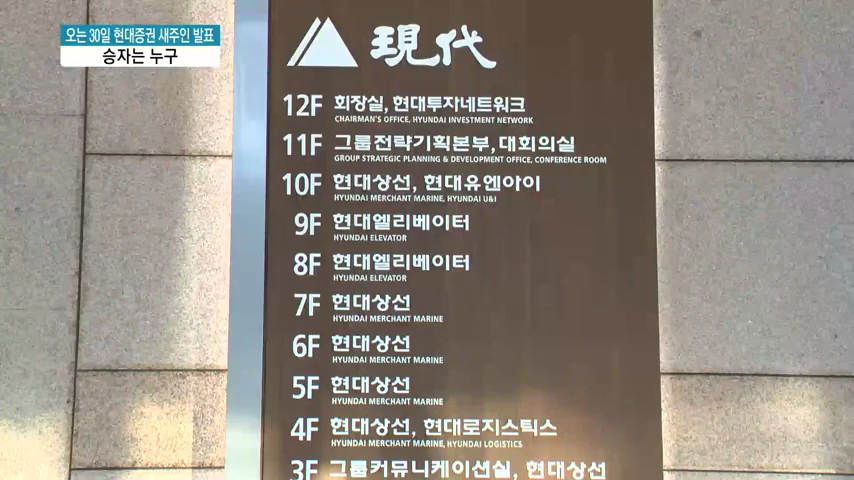 오는 30일 현대증권 새주인 발표
승자는 누구
現代
12F 회장실, 현대투자네트워크
CHAIRMAN'S OFFICE, HYUNDAI INVESTMENT NETWORK
11F 그룹전략기획본부, 대회의실
GROUP STRATEGIC PLANNING & DEVELOPMENT OFFICE, CONFERENCE ROOM
10F 현대상선, 현대유엔아이
HYUNDAI MERCHANT MARINE, HYUNDAI U&I
9F 현대엘리베이터
HYUNDAI ELEVATOR
8F 현대엘리베이터
HYUNDAI ELEVATOR
7F 현대상선
HYUNDAI MERCHANT MARINE
6F 현대상선
HYUNDAI MERCHANT MARINE
5F 현대상선
HYUNDAI MERCHANT MARINE
4F 현대상선, 현대로지스틱스
HYUNDAI MERCHANT MARINE, HYUNDAI LOGISTICS
3F 그룹커뮤니케이션실, 현대상선